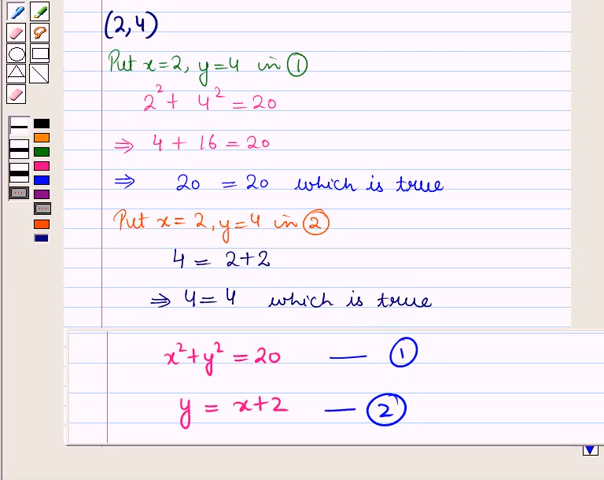 (2,4)
Put x=2, y=4 in ①
2² + 4² = 20
⇒ 4 + 16 = 20
⇒ 20 = 20 which is true
Put x = 2, y=4 in ②
4 = 2+2
⇒ 4=4 which is true
x²+y² = 20 — ①
y = x+2 — ②